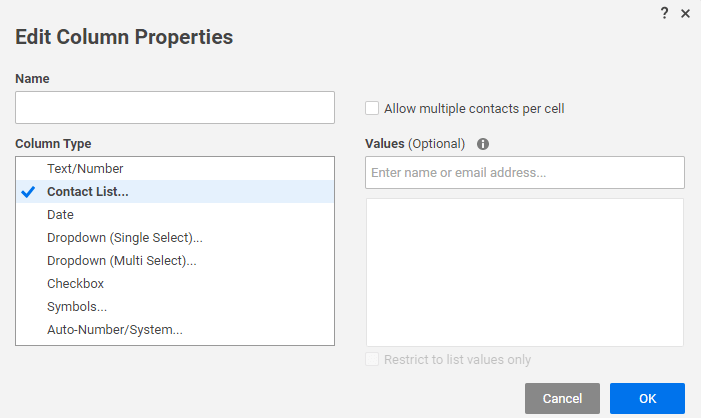 ?
Edit Column Properties
Name
Allow multiple contacts per cell
Column Type
Text/Number
Contact List...
Date
Dropdown (Single Select)...
Dropdown (Multi Select)...
Checkbox
Symbols...
Auto-Number/System...
Values (Optional)
Enter name or email address...
Restrict to list values only
Cancel
OK